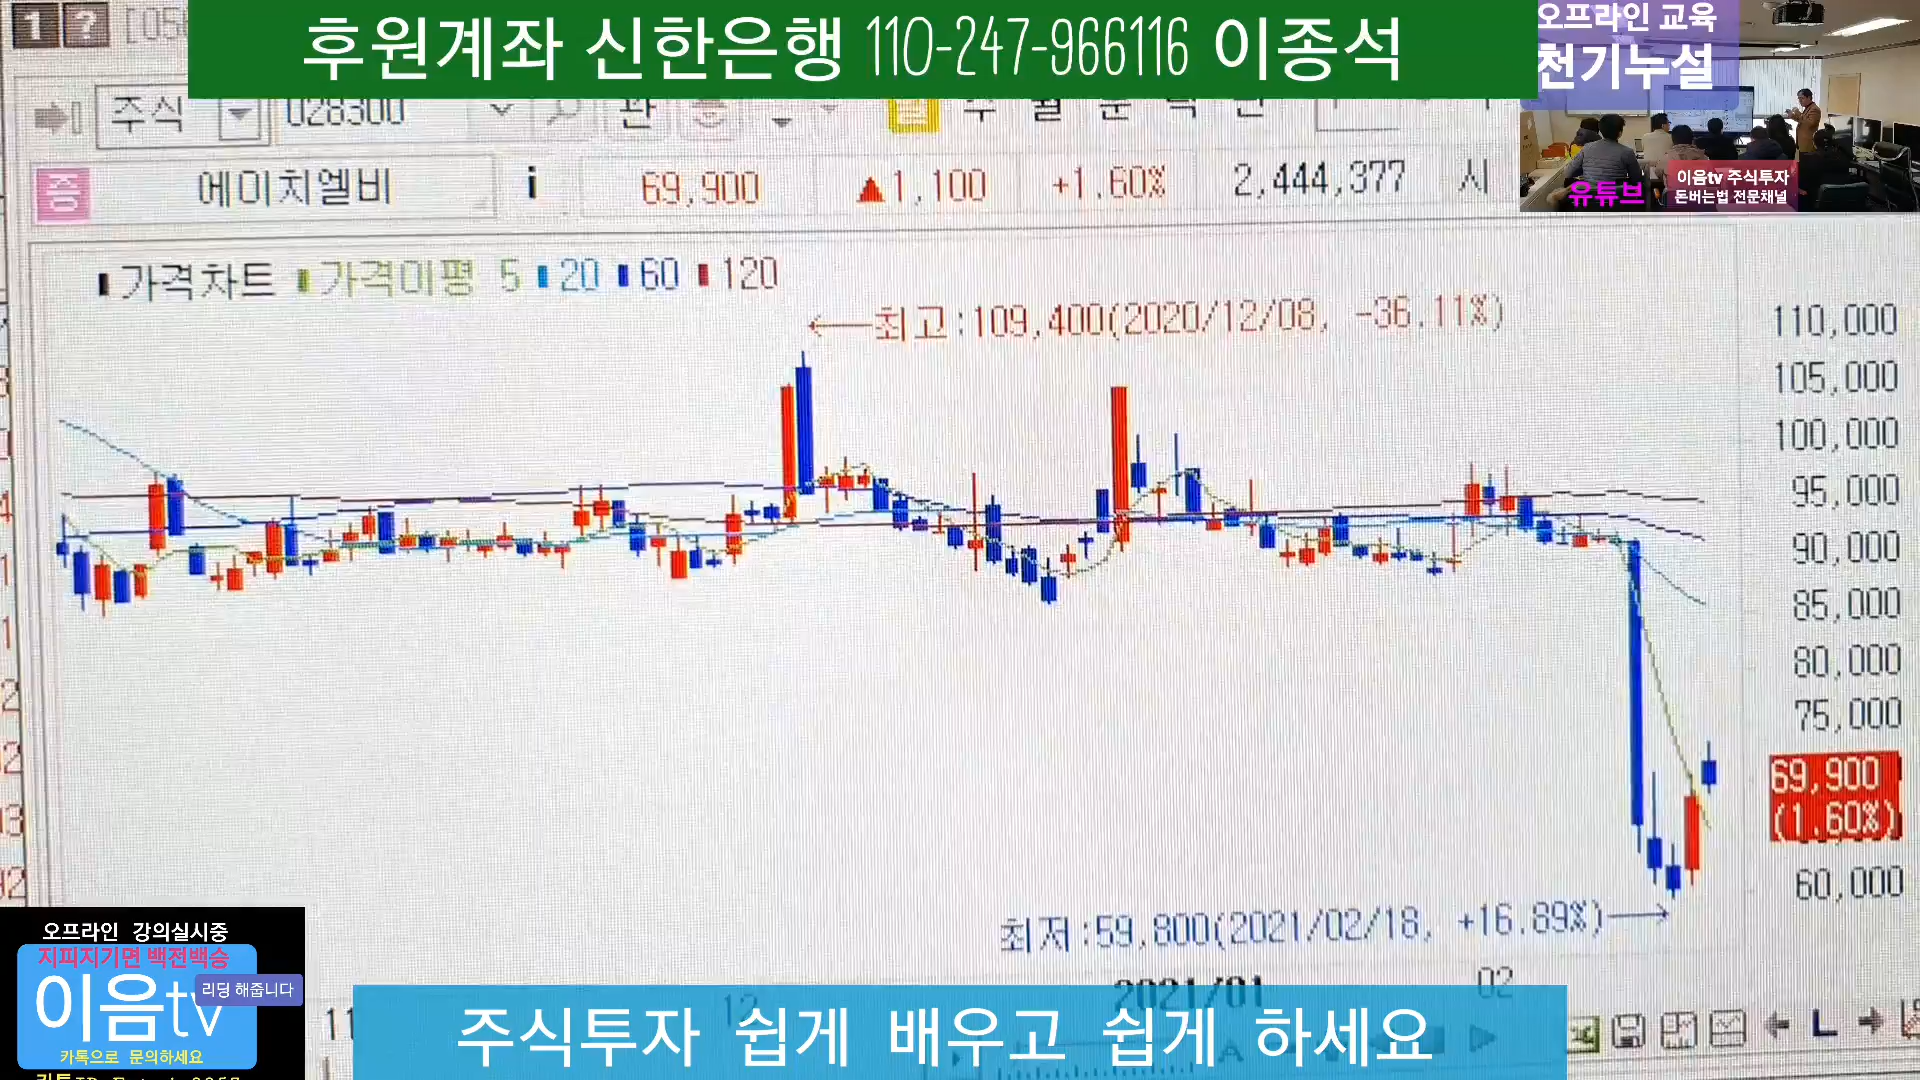 후원계좌 신한은행 110-247-966116 이종석
오프라인 교육
천기누설
1 ?
주식 028300
증 에이치엘비 i 69,900 ▲1,100 +1.60% 2,444,377 시
유튜브
이음tv 주식투자
돈버는법 전문채널
가격차트 가격이평 5 20 60 120
←최고:109,400(2020/12/08, -36.11%)
110,000
105,000
100,000
95,000
90,000
85,000
80,000
75,000
69,900
(1.60%)
60,000
최저:59,800(2021/02/18, +16.89%)→
11 12 2021/01 02
오프라인 강의실시중
지피지기면 백전백승
이음tv
리딩 해줍니다
카톡으로 문의하세요
주식투자 쉽게 배우고 쉽게 하세요